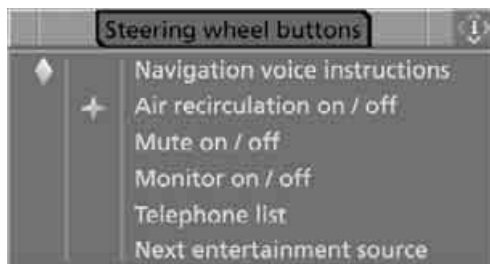 Steering wheel buttons
Navigation voice instructions
Air recirculation on / off
Mute on / off
Monitor on / off
Telephone list
Next entertainment source